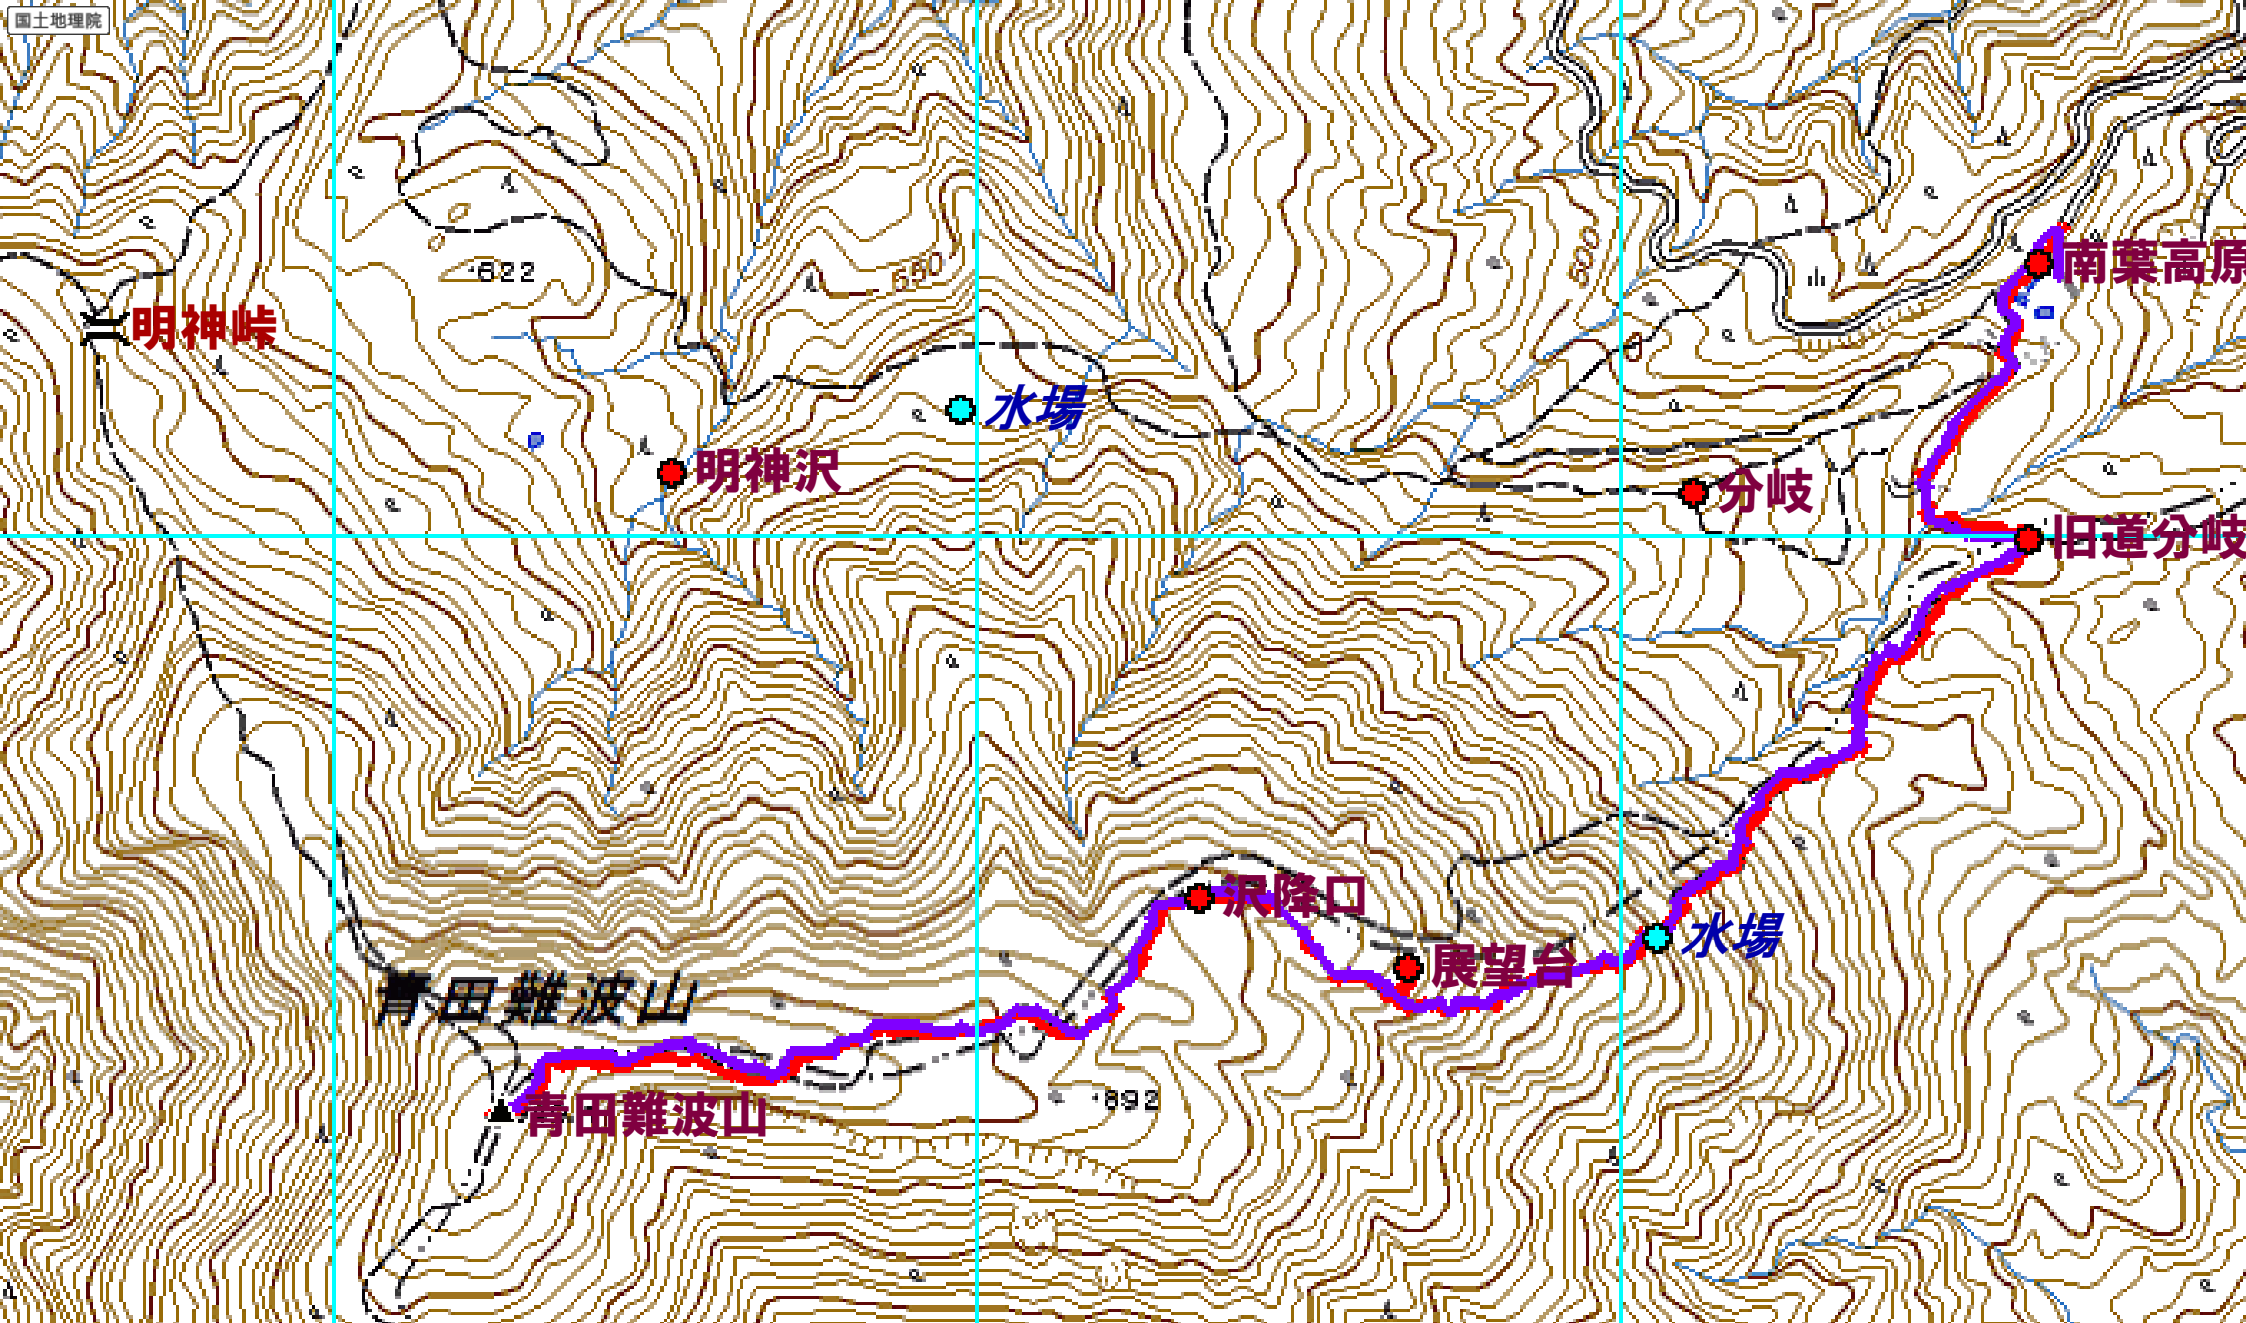 国土地理院
南葉高原
・622
650
500
明神峠
水場
明神沢
分岐
旧道分岐
沢降口
水場
展望台
青田難波山
・892
青田難波山